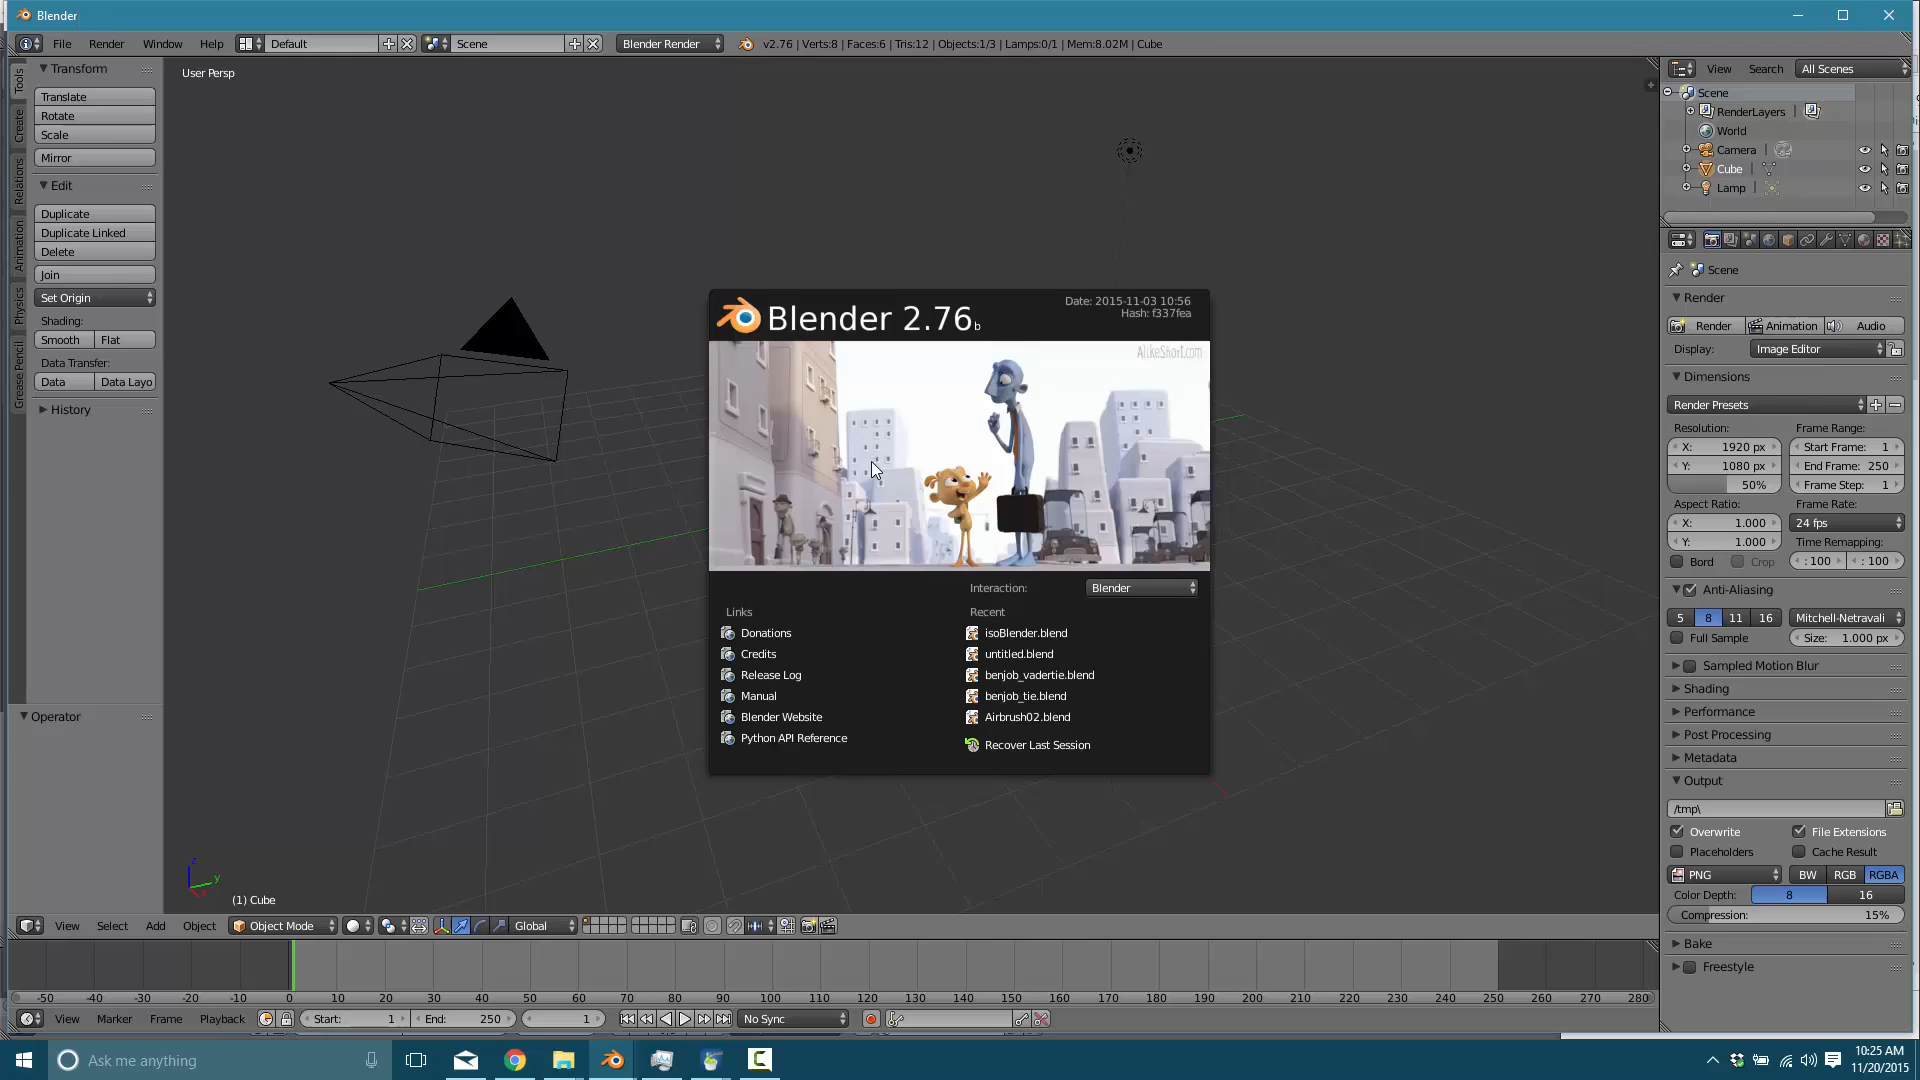 Blender
File Render Window Help Default Scene Blender Render v2.76 | Verts:8 | Faces:6 | Tris:12 | Objects:1/3 | Lamps:0/1 | Mem:8.02M | Cube
Tools
Create
Relations
Animation
Physics
Grease Pencil
Transform
Translate
Rotate
Scale
Mirror
Edit
Duplicate
Duplicate Linked
Delete
Join
Set Origin
Shading:
Smooth Flat
Data Transfer:
Data Data Layo
History
Operator
User Persp
Blender 2.76b
Date: 2015-11-03 10:56
Hash: f337fea
AlikeShort.com
Interaction: Blender
Links
Donations
Credits
Release Log
Manual
Blender Website
Python API Reference
Recent
isoBlender.blend
untitled.blend
benjob_vadertie.blend
benjob_tie.blend
Airbrush02.blend
Recover Last Session
z
y
x
(1) Cube
View Select Add Object Object Mode Global
-50 -40 -30 -20 -10 0 10 20 30 40 50 60 70 80 90 100 110 120 130 140 150 160 170 180 190 200 210 220 230 240 250 260 270 280
View Marker Frame Playback Start: 1 End: 250 1 No Sync
View Search All Scenes
Scene
RenderLayers
World
Camera
Cube
Lamp
Scene
Render
Render Animation Audio
Display: Image Editor
Dimensions
Render Presets
Resolution: Frame Range:
X: 1920 px Start Frame: 1
Y: 1080 px End Frame: 250
50% Frame Step: 1
Aspect Ratio: Frame Rate:
X: 1.000 24 fps
Y: 1.000 Time Remapping:
Bord Crop : 100 : 100
Anti-Aliasing
5 8 11 16 Mitchell-Netravali
Full Sample Size: 1.000 px
Sampled Motion Blur
Shading
Performance
Post Processing
Metadata
Output
/tmp\
Overwrite File Extensions
Placeholders Cache Result
PNG BW RGB RGBA
Color Depth: 8 16
Compression: 15%
Bake
Freestyle
Ask me anything
10:25 AM
11/20/2015